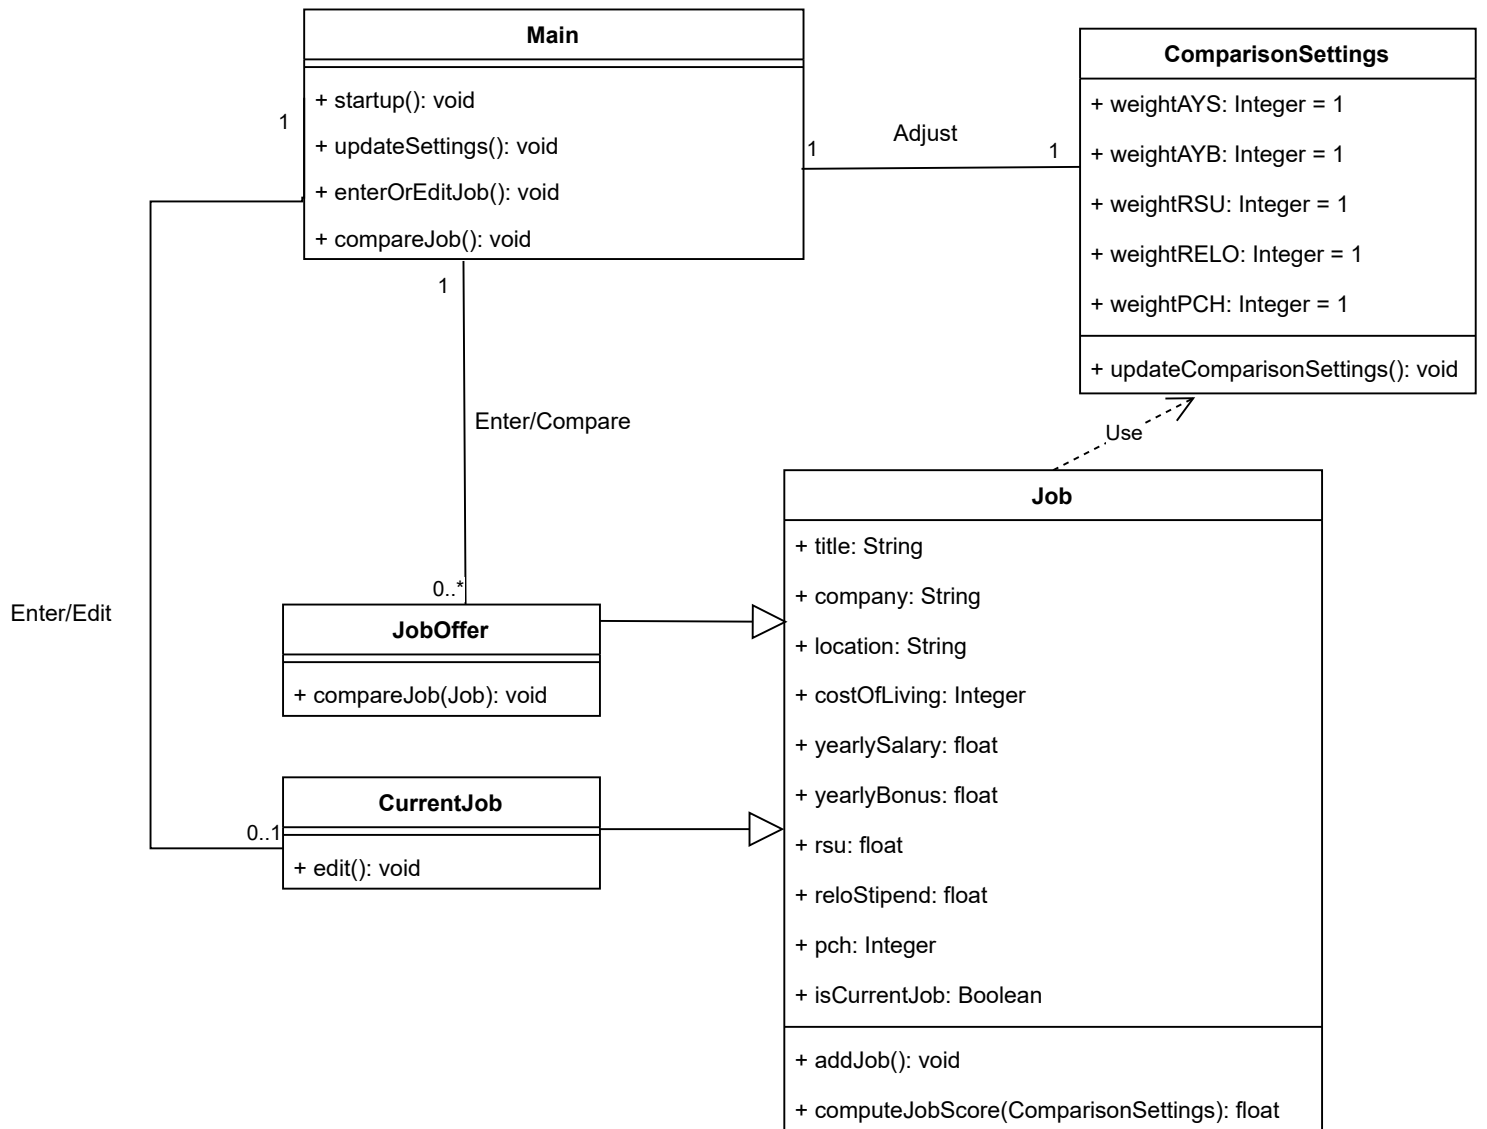 Main
+ startup(): void
+ updateSettings(): void
+ enterOrEditJob(): void
+ compareJob(): void
1
1
Adjust
1
ComparisonSettings
+ weightAYS: Integer = 1
+ weightAYB: Integer = 1
+ weightRSU: Integer = 1
+ weightRELO: Integer = 1
+ weightPCH: Integer = 1
+ updateComparisonSettings(): void
Use
1
Enter/Compare
0..*
Enter/Edit
JobOffer
+ compareJob(Job): void
CurrentJob
0..1
+ edit(): void
Job
+ title: String
+ company: String
+ location: String
+ costOfLiving: Integer
+ yearlySalary: float
+ yearlyBonus: float
+ rsu: float
+ reloStipend: float
+ pch: Integer
+ isCurrentJob: Boolean
+ addJob(): void
+ computeJobScore(ComparisonSettings): float